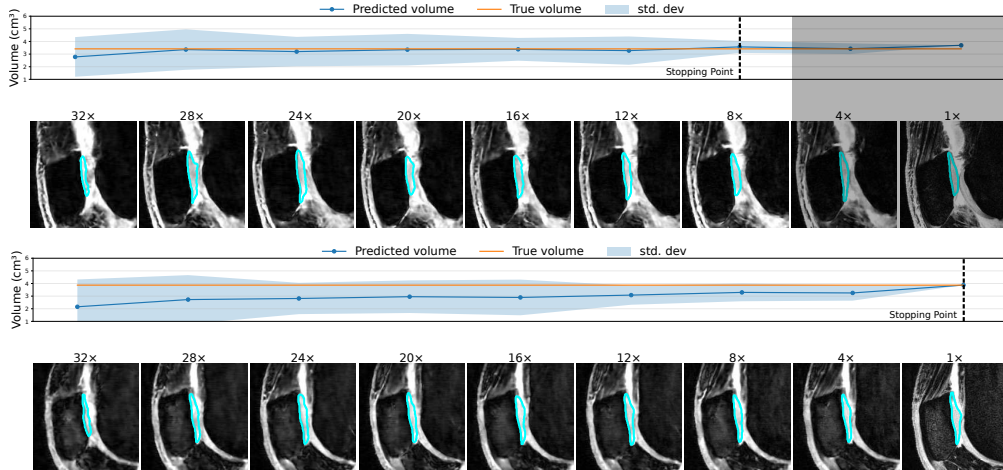 Predicted volume True volume std. dev
Volume (cm³)
6
5
4
3
2
1
Stopping Point
32× 28× 24× 20× 16× 12× 8× 4× 1×
Predicted volume True volume std. dev
Volume (cm³)
6
5
4
3
2
1
Stopping Point
32× 28× 24× 20× 16× 12× 8× 4× 1×